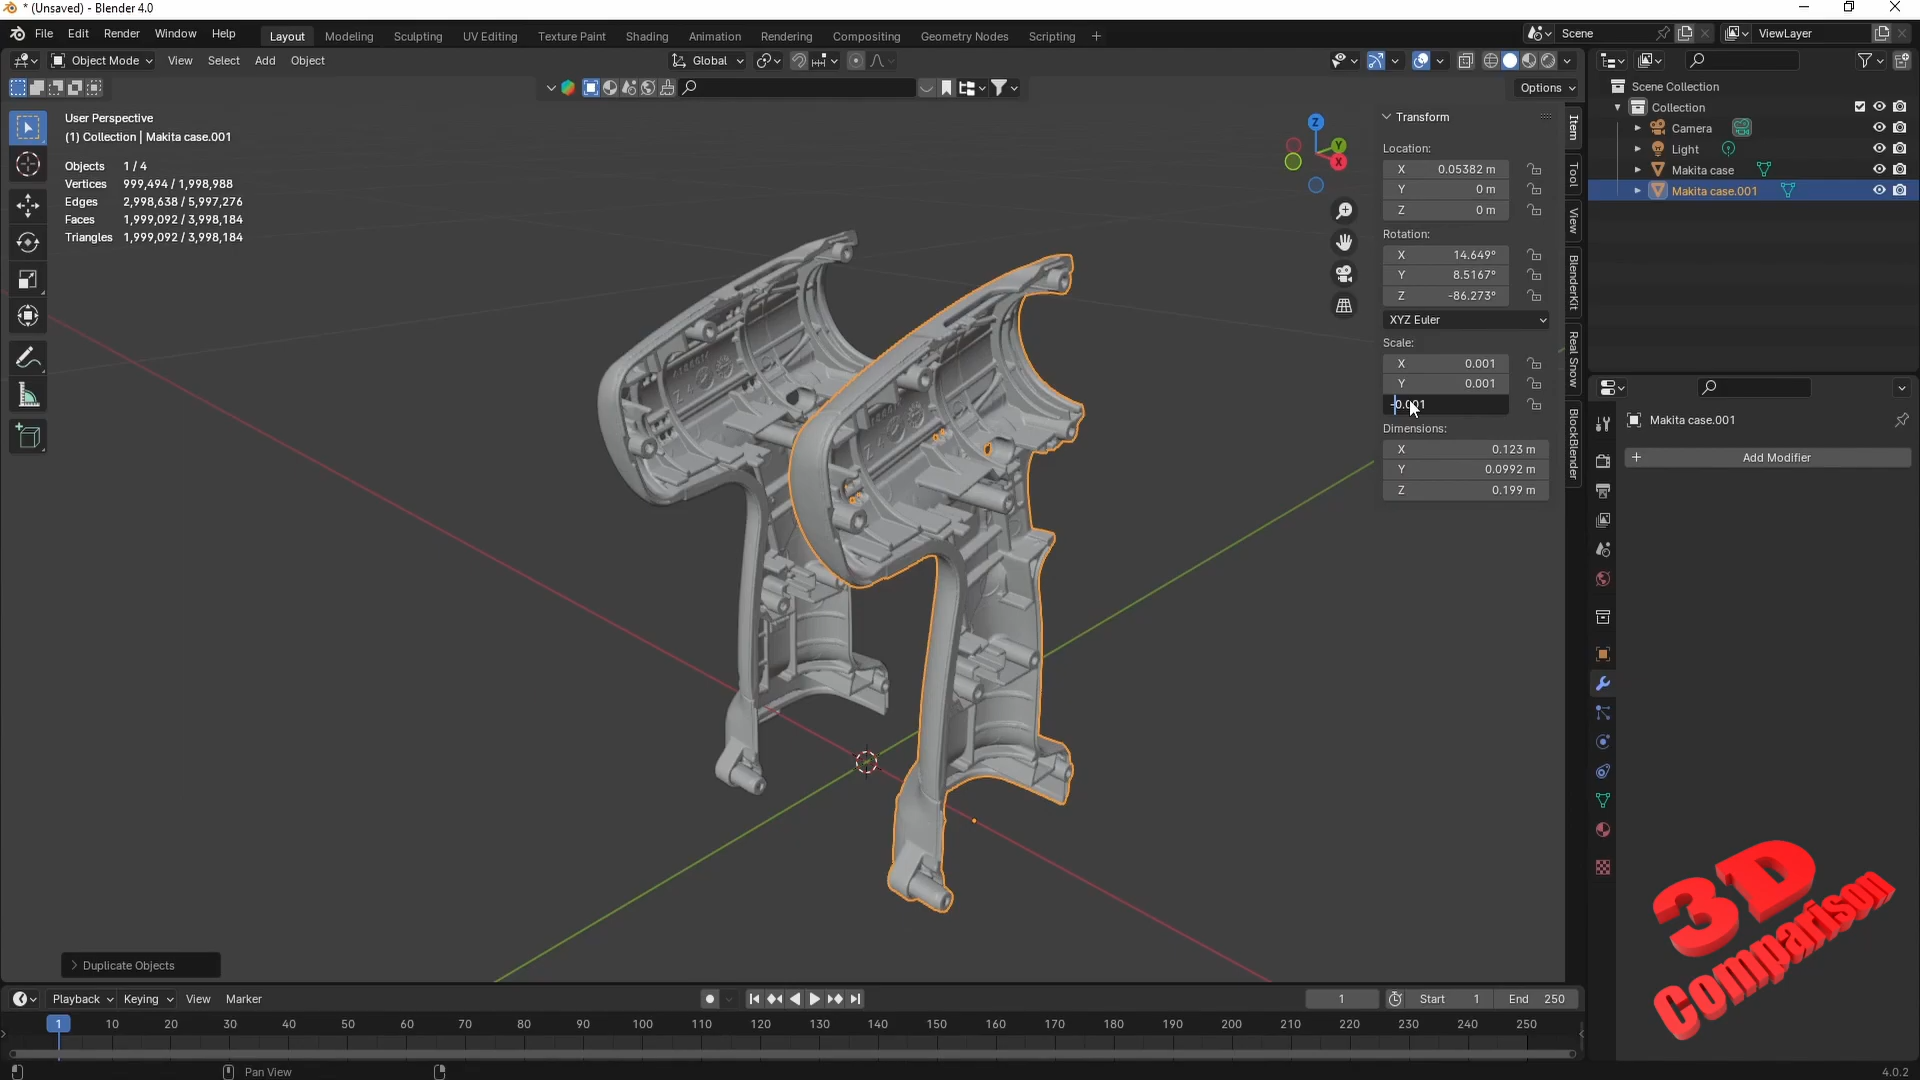 * (Unsaved) - Blender 4.0
File Edit Render Window Help
Layout Modeling Sculpting UV Editing Texture Paint Shading Animation Rendering Compositing Geometry Nodes Scripting +
Scene
ViewLayer
Object Mode View Select Add Object
Global
Options
User Perspective
(1) Collection | Makita case.001
Objects 1 / 4
Vertices 999,494 / 1,998,988
Edges 2,998,638 / 5,997,276
Faces 1,999,092 / 3,998,184
Triangles 1,999,092 / 3,998,184
Z
Y
X
Transform
Location:
X 0.05382 m
Y 0 m
Z 0 m
Rotation:
X 14.649°
Y 8.5167°
Z -86.273°
XYZ Euler
Scale:
X 0.001
Y 0.001
-0.001
Dimensions:
X 0.123 m
Y 0.0992 m
Z 0.199 m
Item
Tool
View
BlenderKit
Real Snow
BlockBlender
Scene Collection
Collection
Camera
Light
Makita case
Makita case.001
Makita case.001
+ Add Modifier
3D
Comparison
> Duplicate Objects
Playback Keying View Marker
1
Start 1
End 250
1 10 20 30 40 50 60 70 80 90 100 110 120 130 140 150 160 170 180 190 200 210 220 230 240 250
Pan View
4.0.2